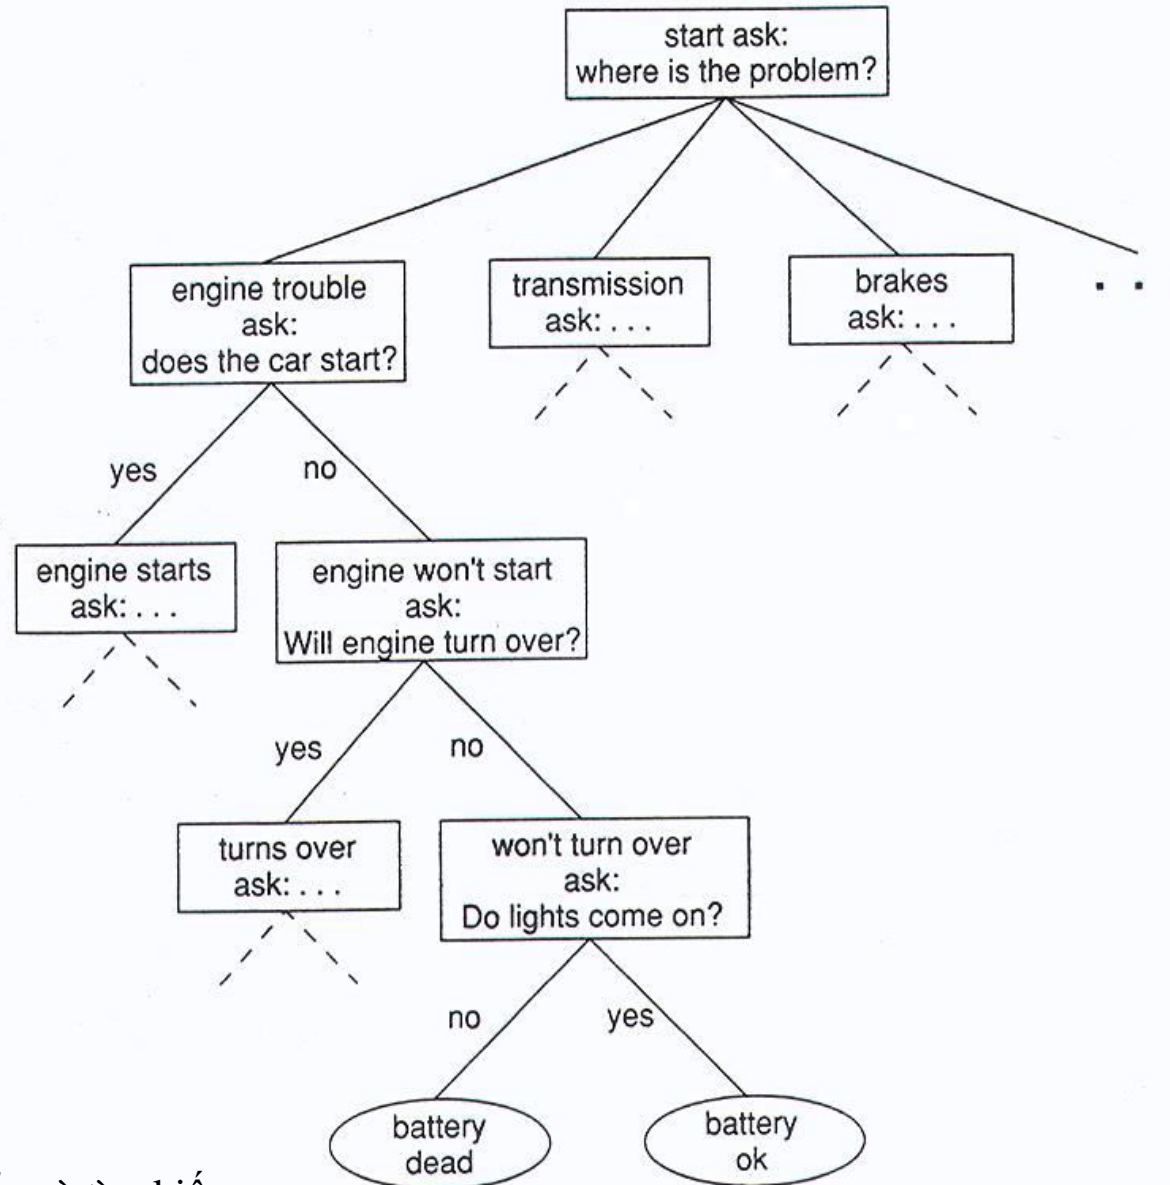 start ask:
where is the problem?
engine trouble
ask:
does the car start?
transmission
ask: . . .
brakes
ask: . . .
. .
yes
no
engine starts
ask: . . .
engine won't start
ask:
Will engine turn over?
yes
no
turns over
ask: . . .
won't turn over
ask:
Do lights come on?
no
yes
battery
dead
battery
ok